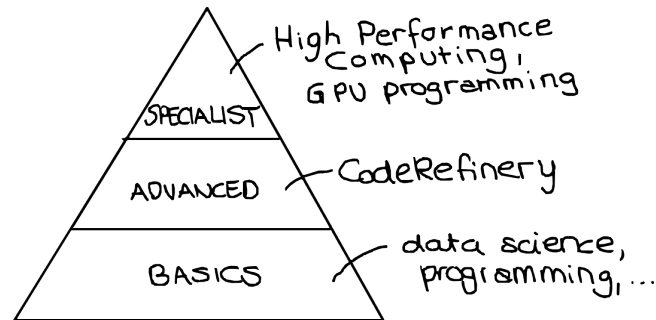 High Performance
Computing,
GPU programming
SPECIALIST
ADVANCED
CodeRefinery
BASICS
data science,
programming,...